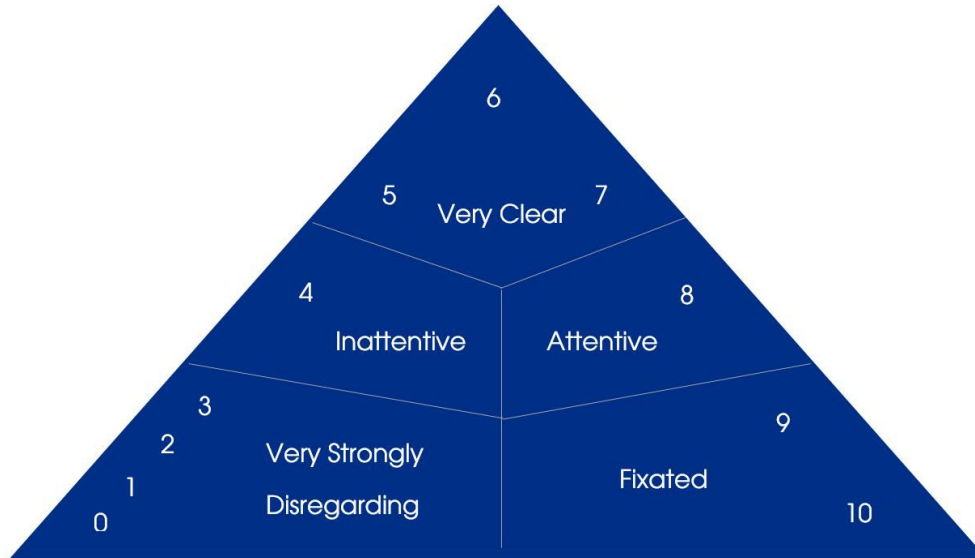 6
5
7
Very Clear
4
8
Inattentive
Attentive
3
9
2
Very Strongly
Fixated
1
Disregarding
10
0